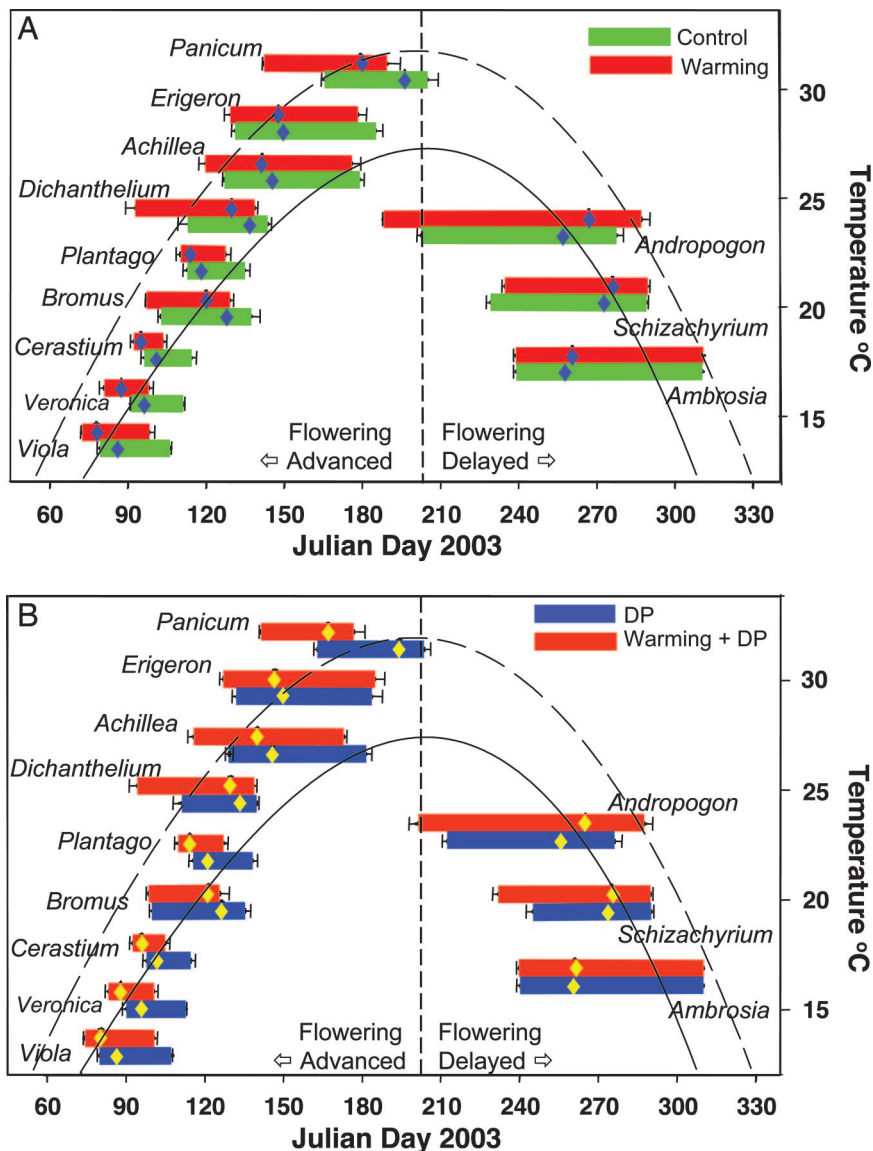 A
Panicum
Control
Warming
30
Erigeron
Achillea
25
Dichanthelium
Andropogon
Plantago
Bromus
20
Schizachyrium
Cerastium
Ambrosia
Veronica
15
Viola
Flowering
⇦ Advanced
Flowering
Delayed ⇨
Temperature ºC
60 90 120 150 180 210 240 270 300 330
Julian Day 2003
B
Panicum
DP
Warming + DP
30
Erigeron
Achillea
25
Dichanthelium
Andropogon
Plantago
20
Bromus
Schizachyrium
Cerastium
Veronica
Ambrosia
15
Viola
Flowering
⇦ Advanced
Flowering
Delayed ⇨
Temperature ºC
60 90 120 150 180 210 240 270 300 330
Julian Day 2003